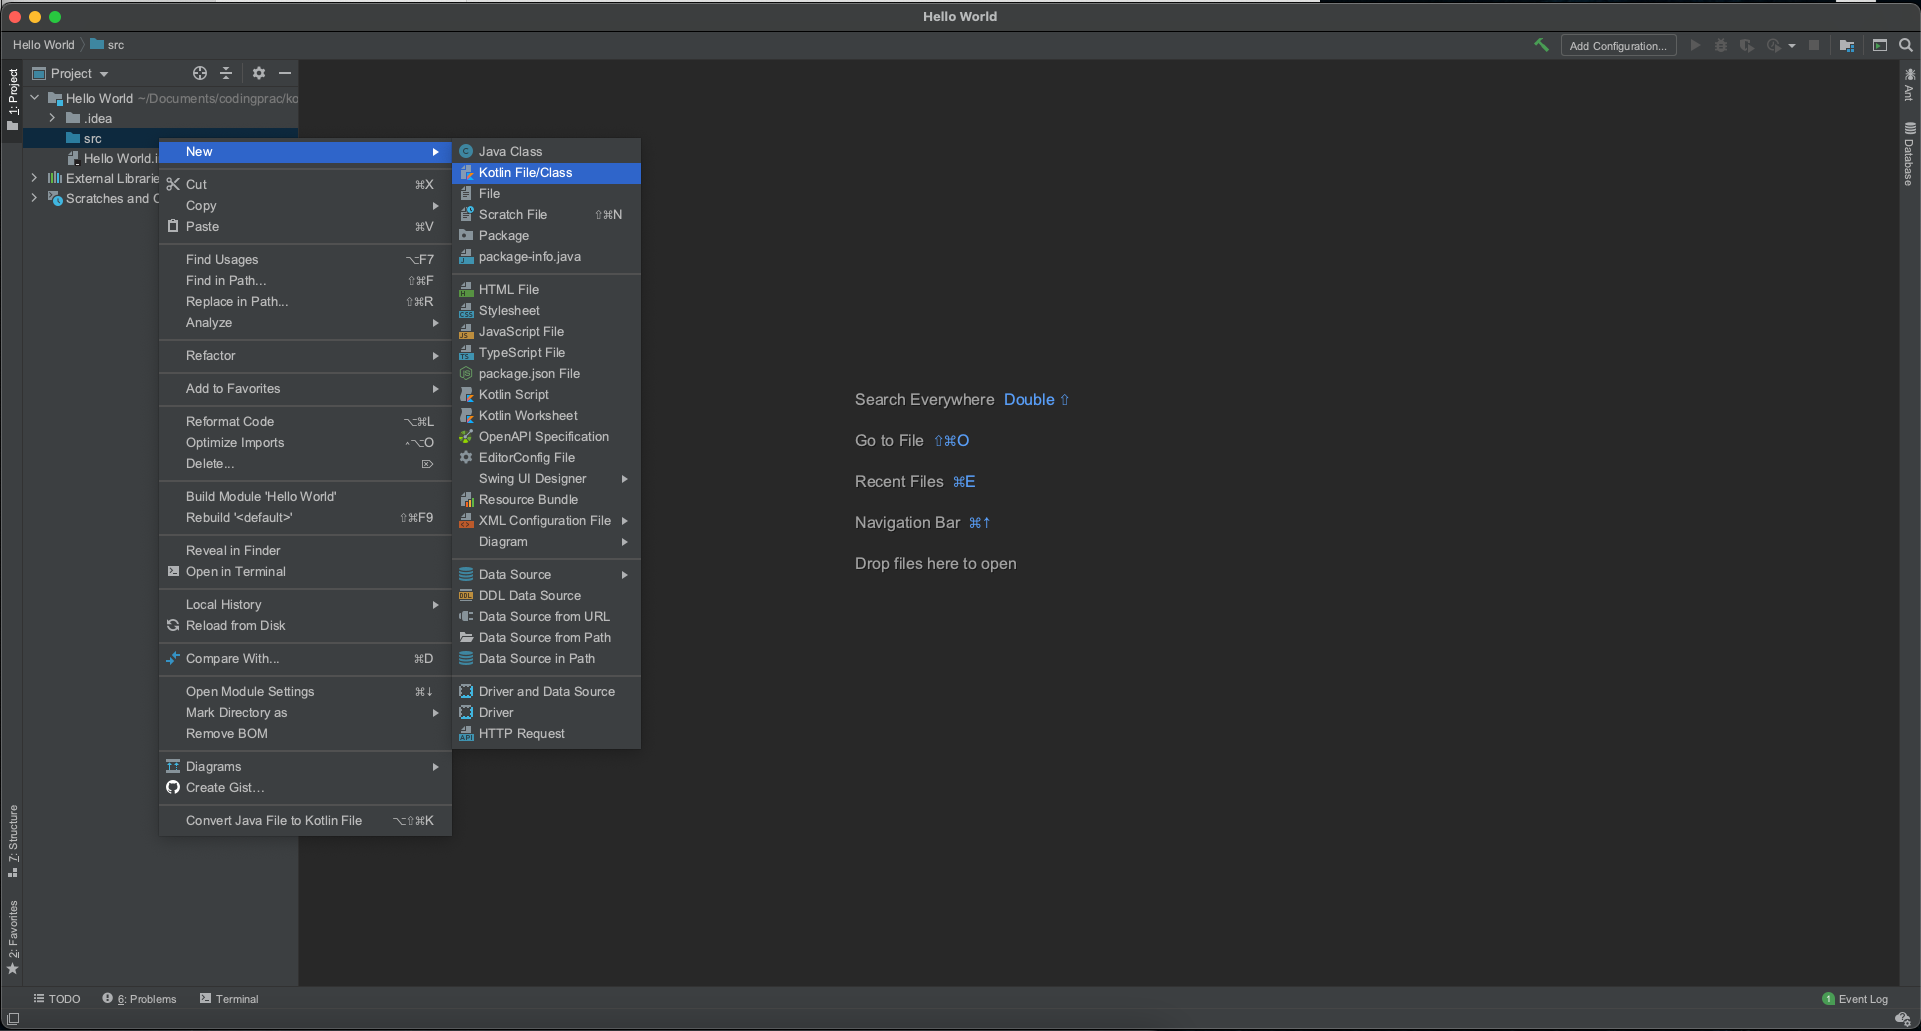 Hello World
Hello World
src
Add Configuration...
1: Project
Project
Hello World ~/Documents/codingprac/ko
.idea
src
Hello World.i
External Librarie
Scratches and C
New
Cut ⌘X
Copy
Paste ⌘V
Find Usages ⌥F7
Find in Path... ⇧⌘F
Replace in Path... ⇧⌘R
Analyze
Refactor
Add to Favorites
Reformat Code ⌥⌘L
Optimize Imports ^⌥O
Delete... ⌦
Build Module 'Hello World'
Rebuild '<default>' ⇧⌘F9
Reveal in Finder
Open in Terminal
Local History
Reload from Disk
Compare With... ⌘D
Open Module Settings ⌘↓
Mark Directory as
Remove BOM
Diagrams
Create Gist...
Convert Java File to Kotlin File ⌥⇧⌘K
Java Class
Kotlin File/Class
File
Scratch File ⇧⌘N
Package
package-info.java
HTML File
Stylesheet
JavaScript File
TypeScript File
package.json File
Kotlin Script
Kotlin Worksheet
OpenAPI Specification
EditorConfig File
Swing UI Designer
Resource Bundle
XML Configuration File
Diagram
Data Source
DDL Data Source
Data Source from URL
Data Source from Path
Data Source in Path
Driver and Data Source
Driver
HTTP Request
Search Everywhere Double ⇧
Go to File ⇧⌘O
Recent Files ⌘E
Navigation Bar ⌘↑
Drop files here to open
Ant
Database
7: Structure
2: Favorites
TODO
6: Problems
Terminal
1 Event Log